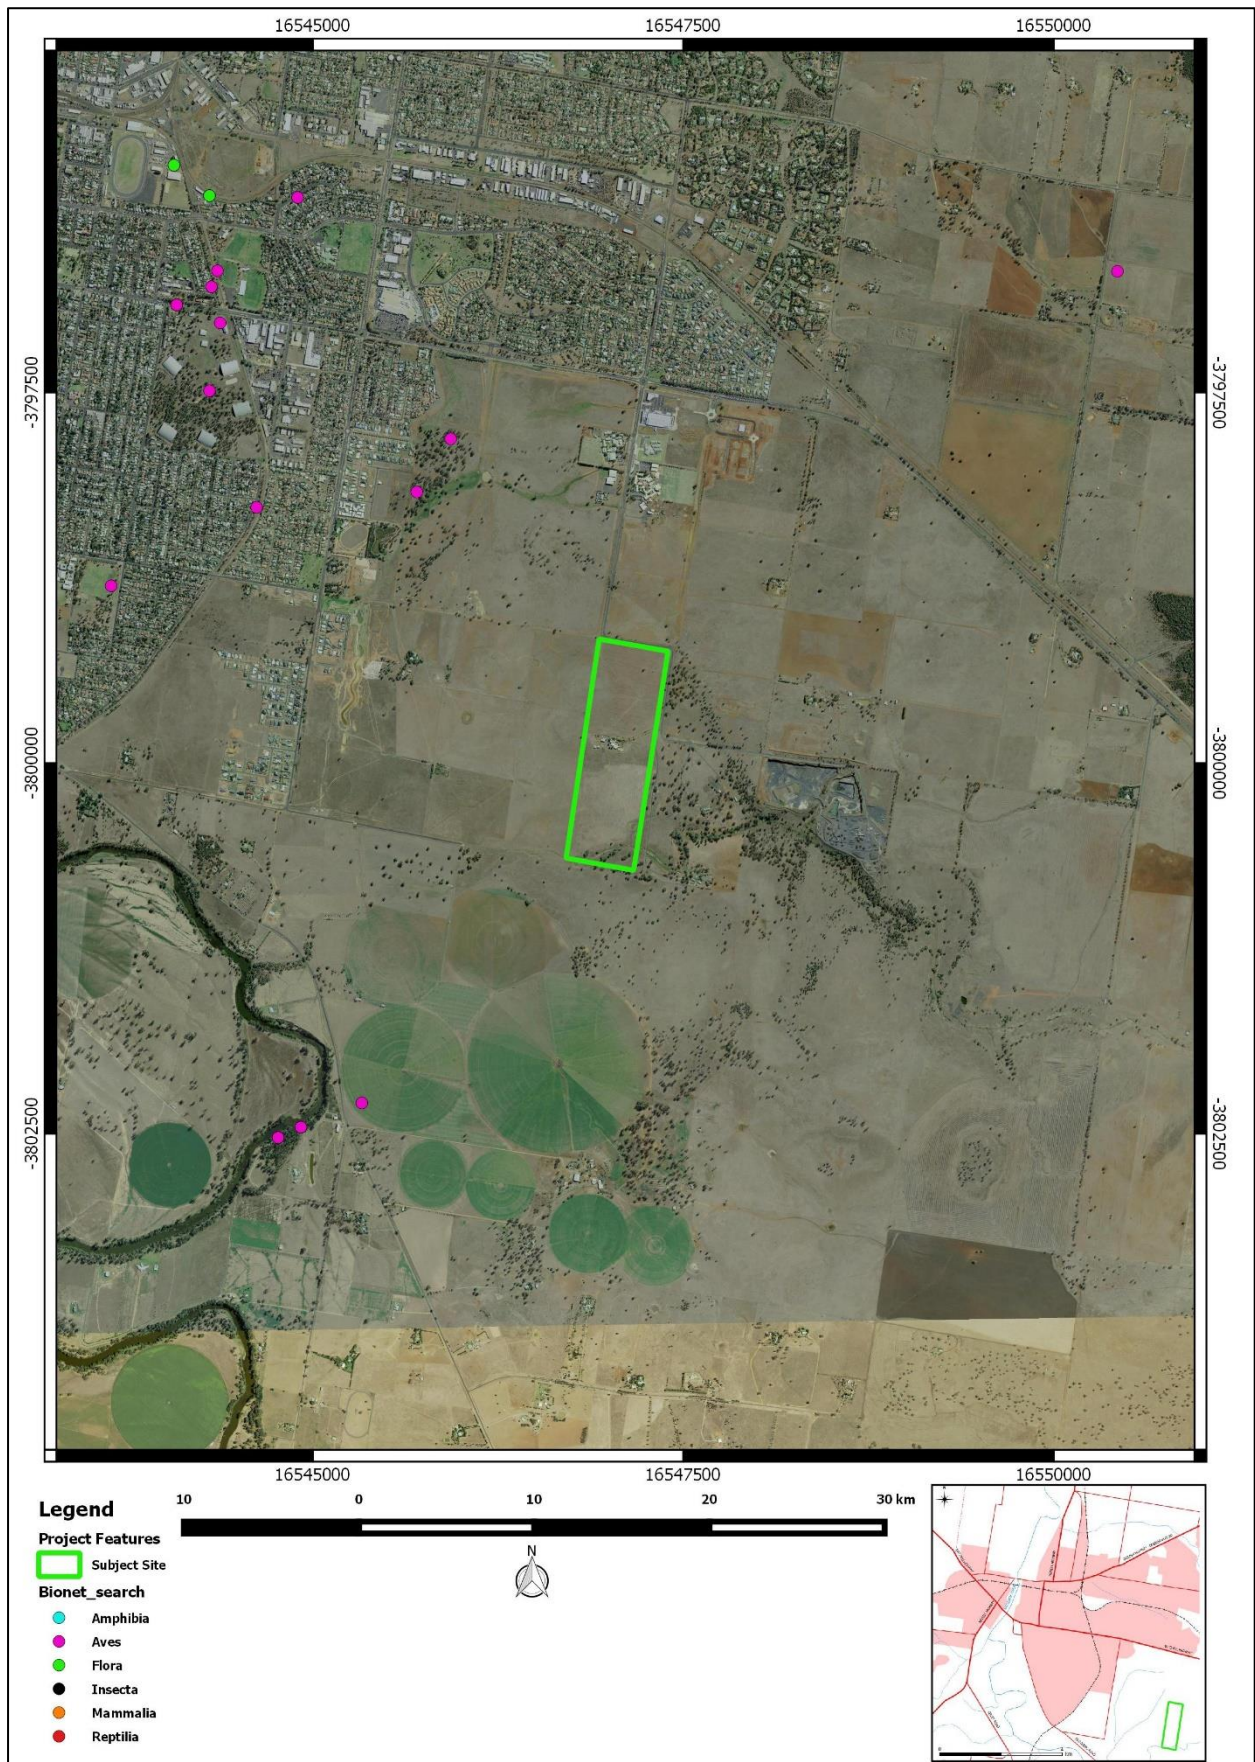 16545000 16547500 16550000
-3797500 -3797500
-3800000 -3800000
-3802500 -3802500
16545000 16547500 16550000
Legend
10 0 10 20 30 km
Project Features
Subject Site
N
Bionet_search
Amphibia
Aves
Flora
Insecta
Mammalia
Reptilia